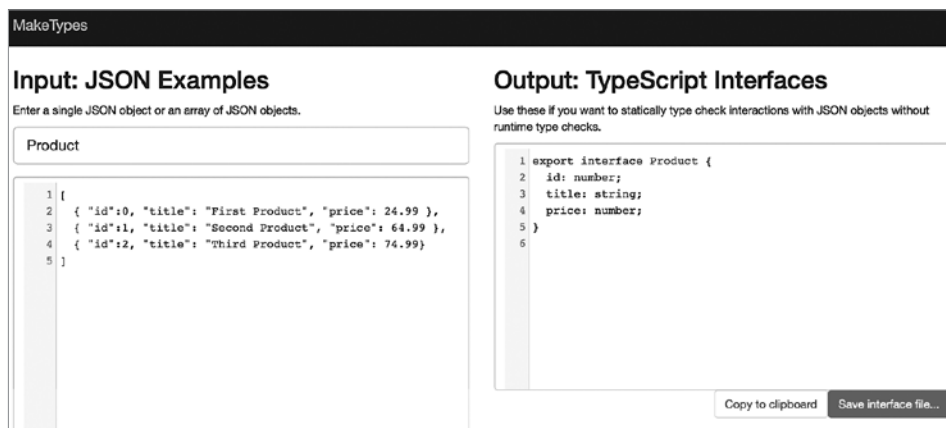 MakeTypes
Input: JSON Examples
Enter a single JSON object or an array of JSON objects.
Product
1 [
2 { "id":0, "title": "First Product", "price": 24.99 },
3 { "id":1, "title": "Second Product", "price": 64.99 },
4 { "id":2, "title": "Third Product", "price": 74.99}
5 ]
Output: TypeScript Interfaces
Use these if you want to statically type check interactions with JSON objects without
runtime type checks.
1 export interface Product {
2 id: number;
3 title: string;
4 price: number;
5 }
6
Copy to clipboard
Save interface file...